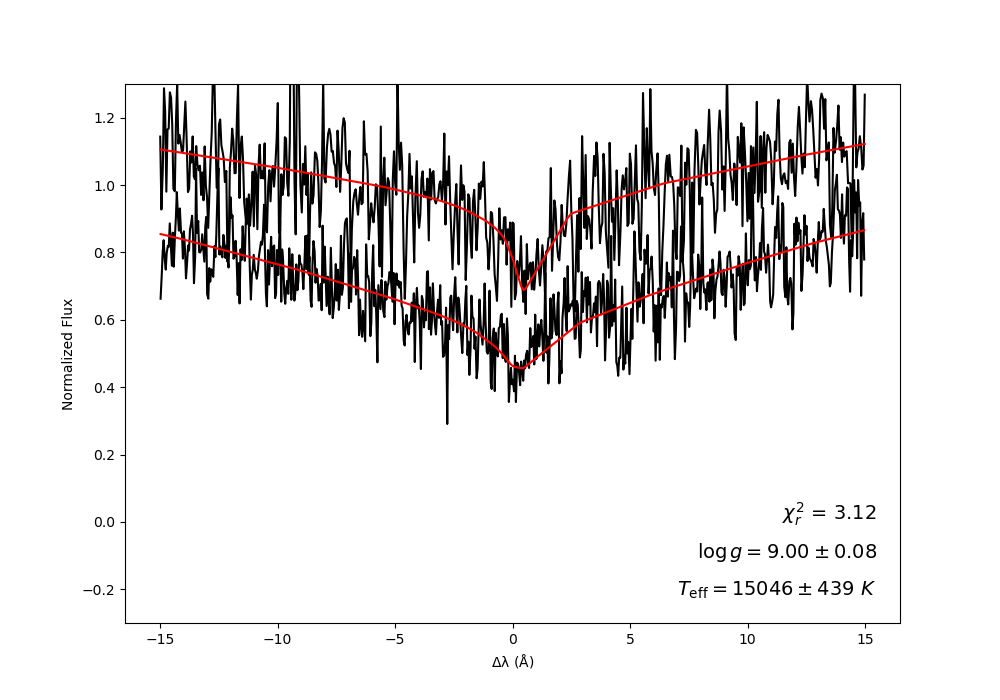 1.2
1.0
0.8
0.6
0.4
0.2
0.0
−0.2
Normalized Flux
χ²ᵣ = 3.12
log g = 9.00 ± 0.08
T_eff = 15046 ± 439 K
−15 −10 −5 0 5 10 15
Δλ (Å)